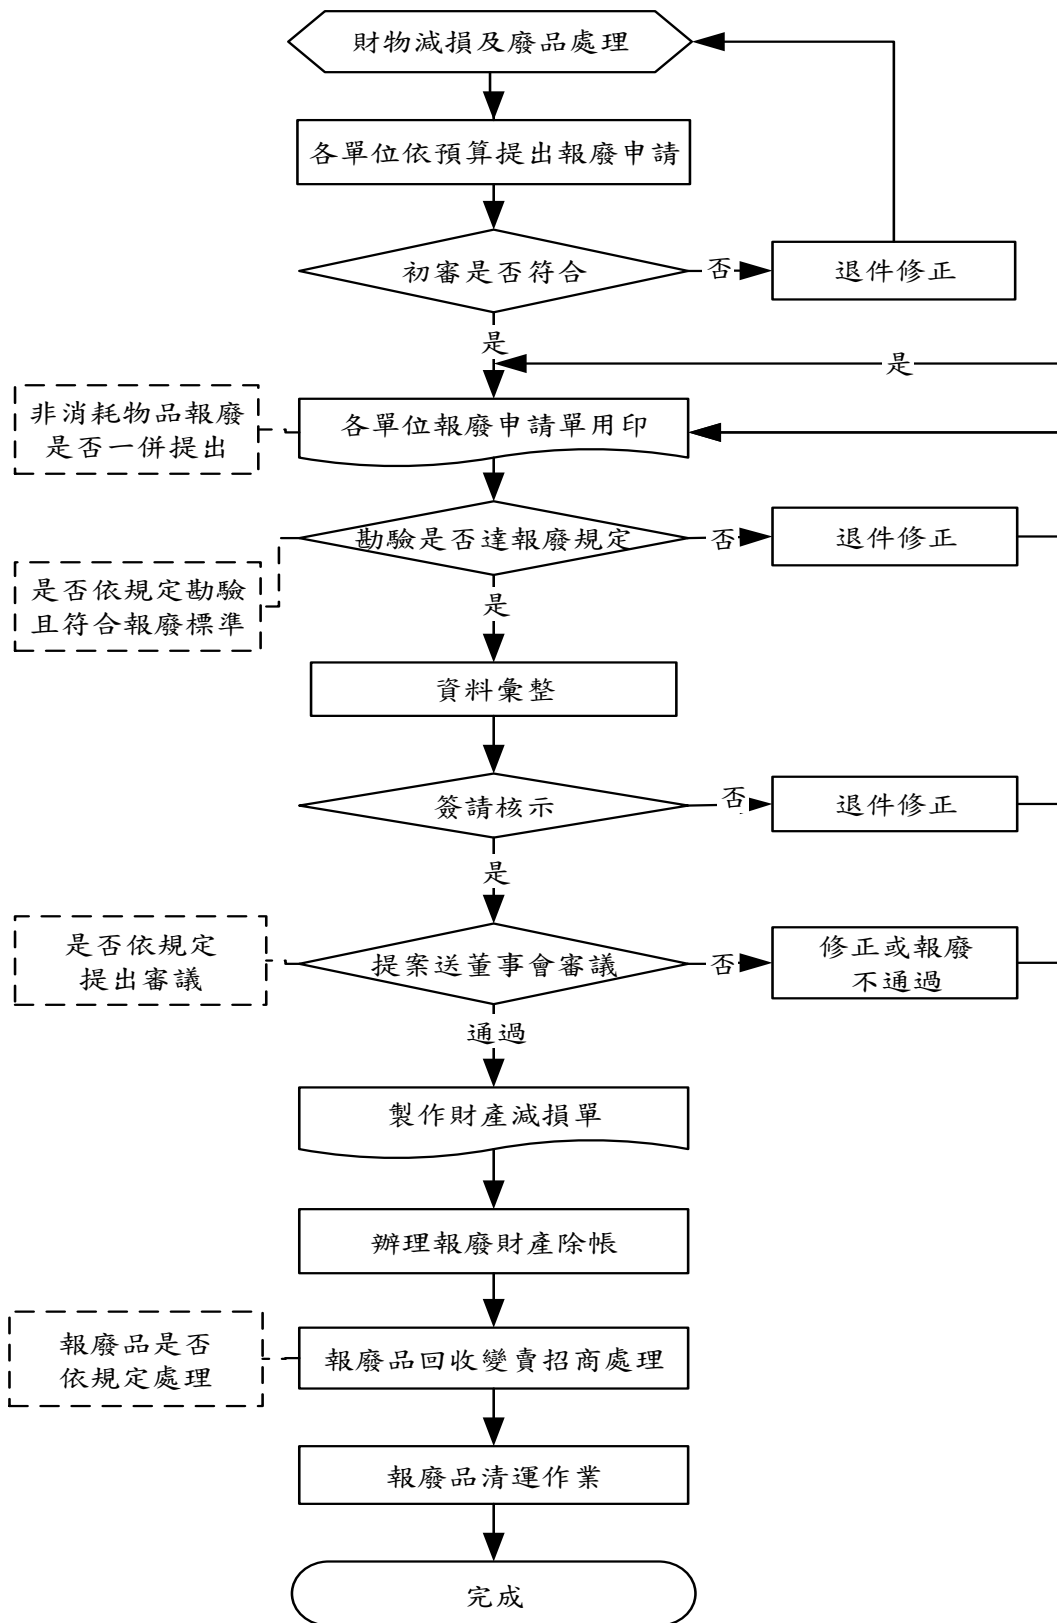 財物減損及廢品處理
各單位依預算提出報廢申請
初審是否符合
否
退件修正
是
是
非消耗物品報廢
是否一併提出
各單位報廢申請單用印
勘驗是否達報廢規定
否
退件修正
是否依規定勘驗
且符合報廢標準
是
資料彙整
簽請核示
否
退件修正
是
是否依規定
提出審議
提案送董事會審議
否
修正或報廢
不通過
通過
製作財產減損單
辦理報廢財產除帳
報廢品是否
依規定處理
報廢品回收變賣招商處理
報廢品清運作業
完成